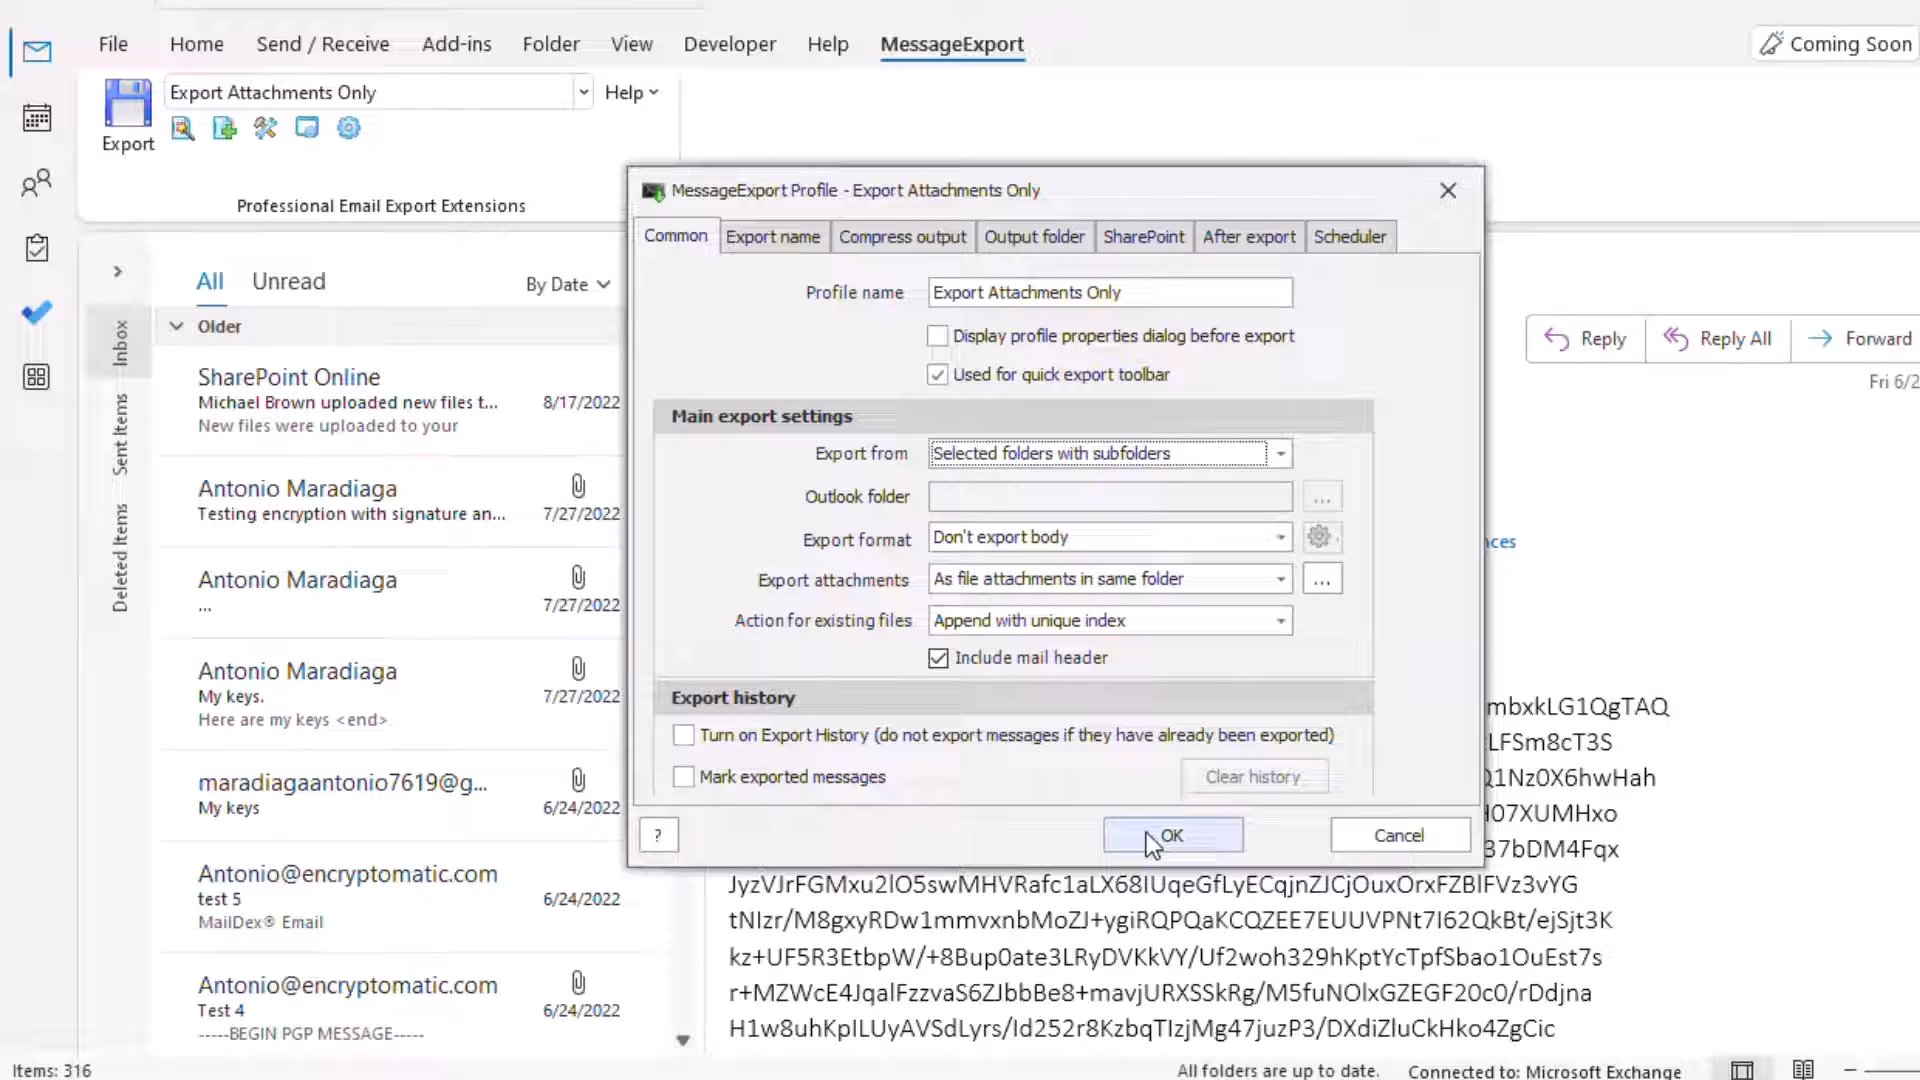 File Home Send / Receive Add-ins Folder View Developer Help MessageExport
Coming Soon
Export Attachments Only
Help
Export
Professional Email Export Extensions
All Unread By Date
Older
Inbox
Sent Items
Deleted Items
SharePoint Online
Michael Brown uploaded new files t... 8/17/2022
New files were uploaded to your
Antonio Maradiaga
Testing encryption with signature an... 7/27/2022
Antonio Maradiaga
... 7/27/2022
Antonio Maradiaga
My keys. 7/27/2022
Here are my keys <end>
maradiagaantonio7619@g...
My keys 6/24/2022
Antonio@encryptomatic.com
test 5 6/24/2022
MailDex® Email
Antonio@encryptomatic.com
Test 4 6/24/2022
-----BEGIN PGP MESSAGE-----
MessageExport Profile - Export Attachments Only
Common Export name Compress output Output folder SharePoint After export Scheduler
Profile name Export Attachments Only
Display profile properties dialog before export
Used for quick export toolbar
Main export settings
Export from Selected folders with subfolders
Outlook folder ...
Export format Don't export body
Export attachments As file attachments in same folder ...
Action for existing files Append with unique index
Include mail header
Export history
Turn on Export History (do not export messages if they have already been exported)
Mark exported messages Clear history
? OK Cancel
Reply Reply All Forward
Fri 6/2
nces
mbxkLG1QgTAQ
LFSm8cT3S
Q1Nz0X6hwHah
H07XUMHxo
37bDM4Fqx
JyzVJrFGMxu2lO5swMHVRafc1aLX68IUqeGfLyECqjnZJCjOuxOrxFZBlFVz3vYG
tNIzr/M8gxyRDw1mmvxnbMoZJ+ygiRQPQaKCQZEE7EUUVPNt7I62QkBt/ejSjt3K
kz+UF5R3EtbpW/+8Bup0ate3LRyDVKkVY/Uf2woh329hKptYcTpfSbao1OuEst7s
r+MZWcE4JqalFzzvaS6ZJbbBe8+mavjURXSSkRg/M5fuNOlxGZEGF20c0/rDdjna
H1w8uhKpILUyAVSdLyrs/Id252r8KzbqTIzjMg47juzP3/DXdiZluCkHko4ZgCic
Items: 316 All folders are up to date. Connected to: Microsoft Exchange